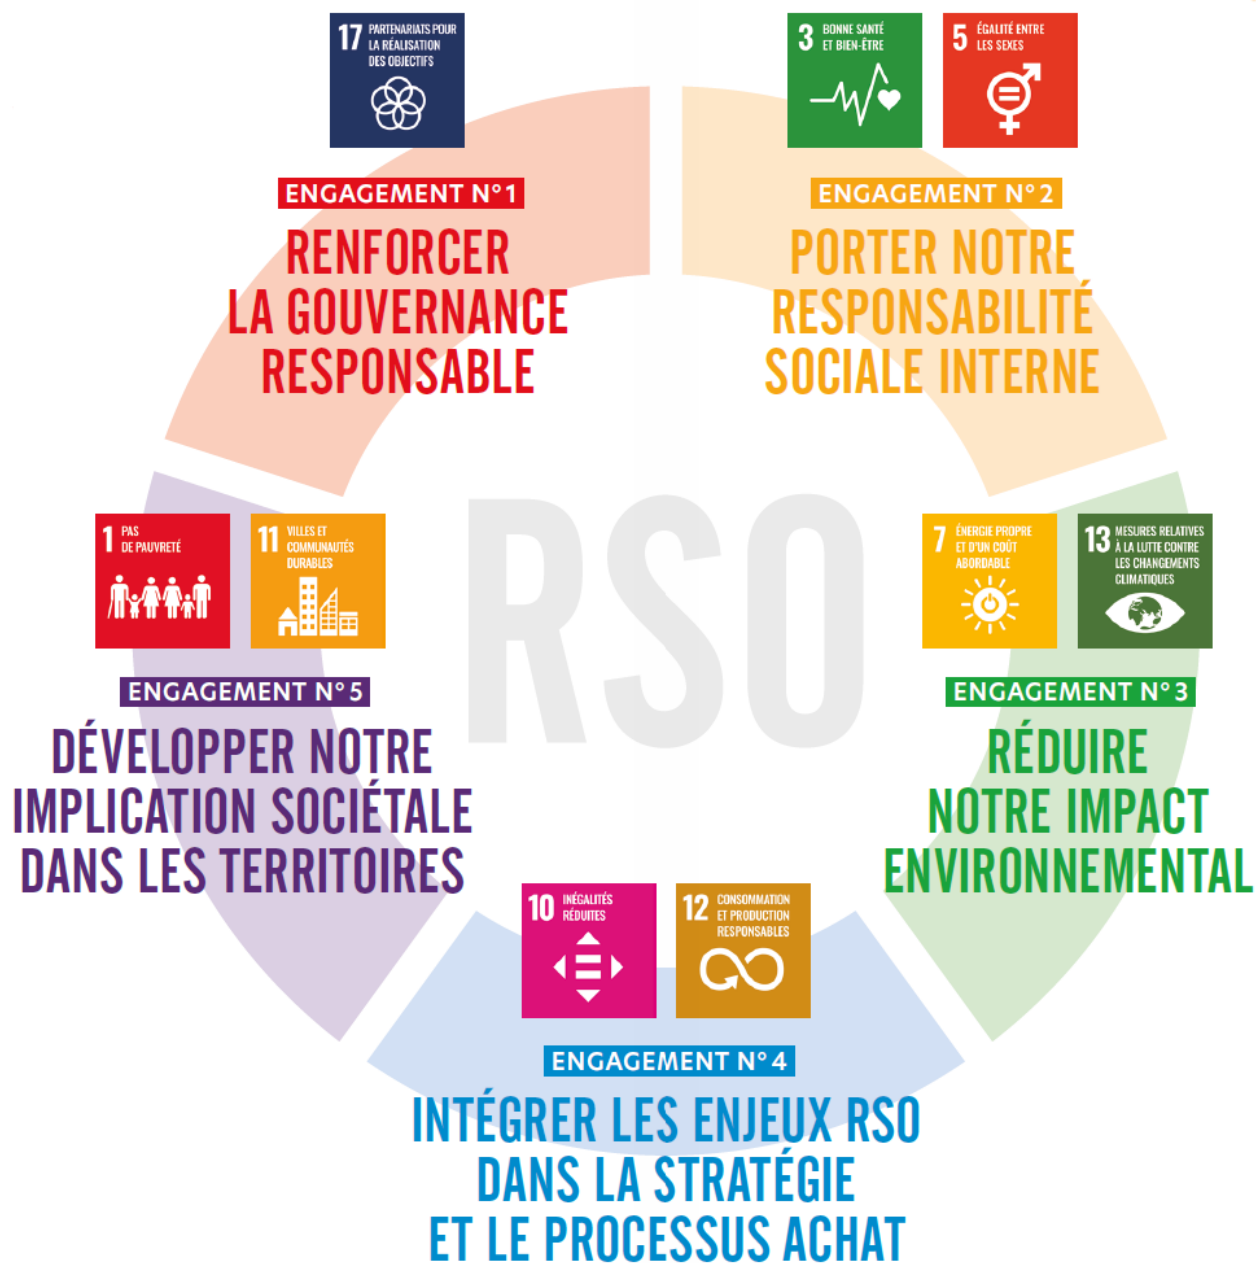 17 PARTENARIATS POUR
LA RÉALISATION
DES OBJECTIFS
ENGAGEMENT N°1
RENFORCER
LA GOUVERNANCE
RESPONSABLE
3 BONNE SANTÉ
ET BIEN-ÊTRE
5 ÉGALITÉ ENTRE
LES SEXES
ENGAGEMENT N°2
PORTER NOTRE
RESPONSABILITÉ
SOCIALE INTERNE
RSO
7 ÉNERGIE PROPRE
ET D'UN COÛT
ABORDABLE
13 MESURES RELATIVES
À LA LUTTE CONTRE
LES CHANGEMENTS
CLIMATIQUES
ENGAGEMENT N°3
RÉDUIRE
NOTRE IMPACT
ENVIRONNEMENTAL
10 INÉGALITÉS
RÉDUITES
12 CONSOMMATION
ET PRODUCTION
RESPONSABLES
ENGAGEMENT N°4
INTÉGRER LES ENJEUX RSO
DANS LA STRATÉGIE
ET LE PROCESSUS ACHAT
1 PAS
DE PAUVRETÉ
11 VILLES ET
COMMUNAUTÉS
DURABLES
ENGAGEMENT N°5
DÉVELOPPER NOTRE
IMPLICATION SOCIÉTALE
DANS LES TERRITOIRES